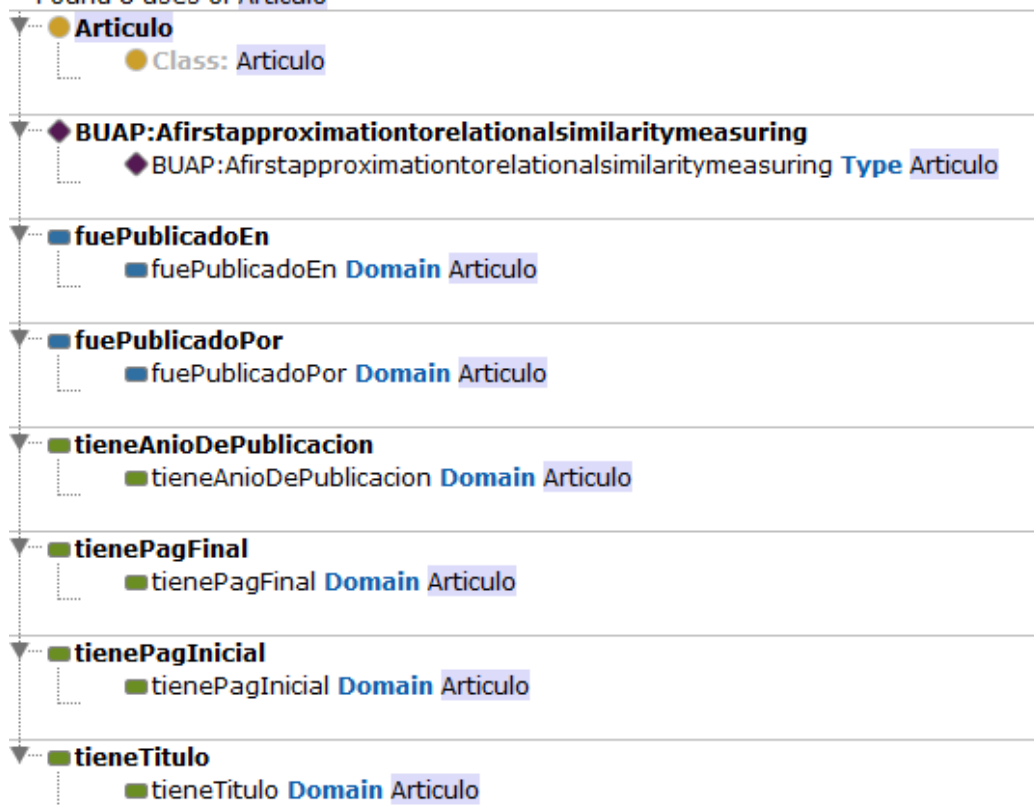 Articulo
Class: Articulo
BUAP:Afirstapproximationtorelationalsimilaritymeasuring
BUAP:Afirstapproximationtorelationalsimilaritymeasuring Type Articulo
fuePublicadoEn
fuePublicadoEn Domain Articulo
fuePublicadoPor
fuePublicadoPor Domain Articulo
tieneAnioDePublicacion
tieneAnioDePublicacion Domain Articulo
tienePagFinal
tienePagFinal Domain Articulo
tienePagInicial
tienePagInicial Domain Articulo
tieneTitulo
tieneTitulo Domain Articulo